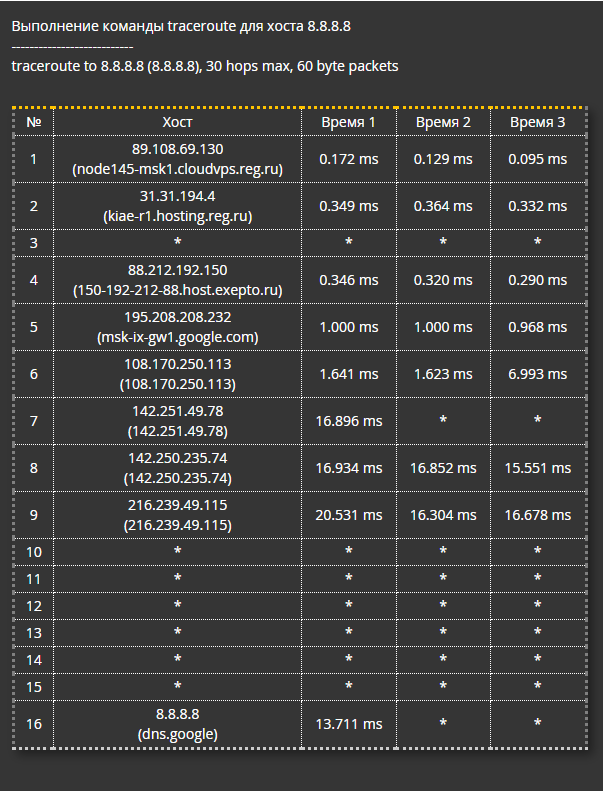 Выполнение команды traceroute для хоста 8.8.8.8
----------------------------
traceroute to 8.8.8.8 (8.8.8.8), 30 hops max, 60 byte packets
№ Хост Время 1 Время 2 Время 3
1 89.108.69.130 (node145-msk1.cloudvps.reg.ru) 0.172 ms 0.129 ms 0.095 ms
2 31.31.194.4 (kiae-r1.hosting.reg.ru) 0.349 ms 0.364 ms 0.332 ms
3 * * * *
4 88.212.192.150 (150-192-212-88.host.exepto.ru) 0.346 ms 0.320 ms 0.290 ms
5 195.208.208.232 (msk-ix-gw1.google.com) 1.000 ms 1.000 ms 0.968 ms
6 108.170.250.113 (108.170.250.113) 1.641 ms 1.623 ms 6.993 ms
7 142.251.49.78 (142.251.49.78) 16.896 ms * *
8 142.250.235.74 (142.250.235.74) 16.934 ms 16.852 ms 15.551 ms
9 216.239.49.115 (216.239.49.115) 20.531 ms 16.304 ms 16.678 ms
10 * * * *
11 * * * *
12 * * * *
13 * * * *
14 * * * *
15 * * * *
16 8.8.8.8 (dns.google) 13.711 ms * *